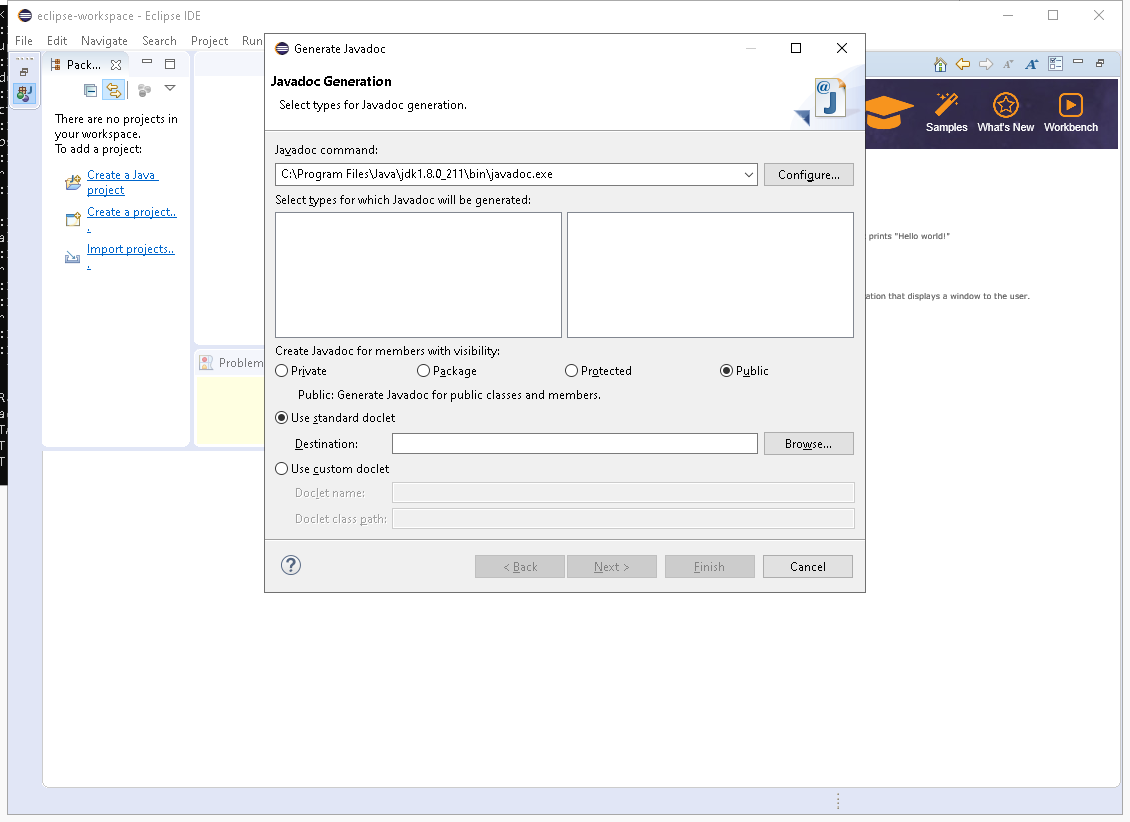 eclipse-workspace - Eclipse IDE
File Edit Navigate Search Project Run
Pack...
There are no projects in
your workspace.
To add a project:
Create a Java
project
Create a project..
.
Import projects..
.
Problem
Generate Javadoc
Javadoc Generation
Select types for Javadoc generation.
@J
Javadoc command:
C:\Program Files\Java\jdk1.8.0_211\bin\javadoc.exe
Configure...
Select types for which Javadoc will be generated:
Create Javadoc for members with visibility:
Private Package Protected Public
Public: Generate Javadoc for public classes and members.
Use standard doclet
Destination:
Browse...
Use custom doclet
Doclet name:
Doclet class path:
?
< Back Next > Finish Cancel
Samples What's New Workbench
prints "Hello world!"
ation that displays a window to the user.